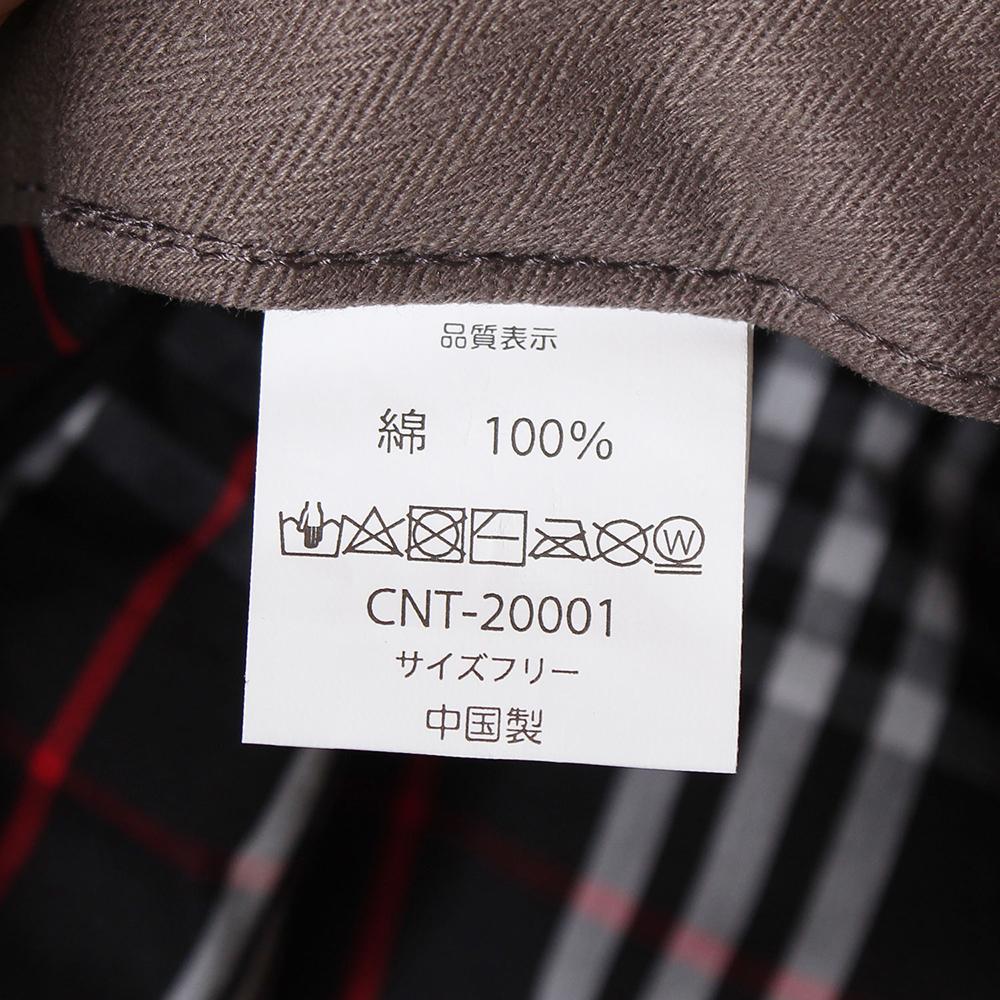 品質表示
綿 100%
W
CNT-20001
サイズフリー
中国製